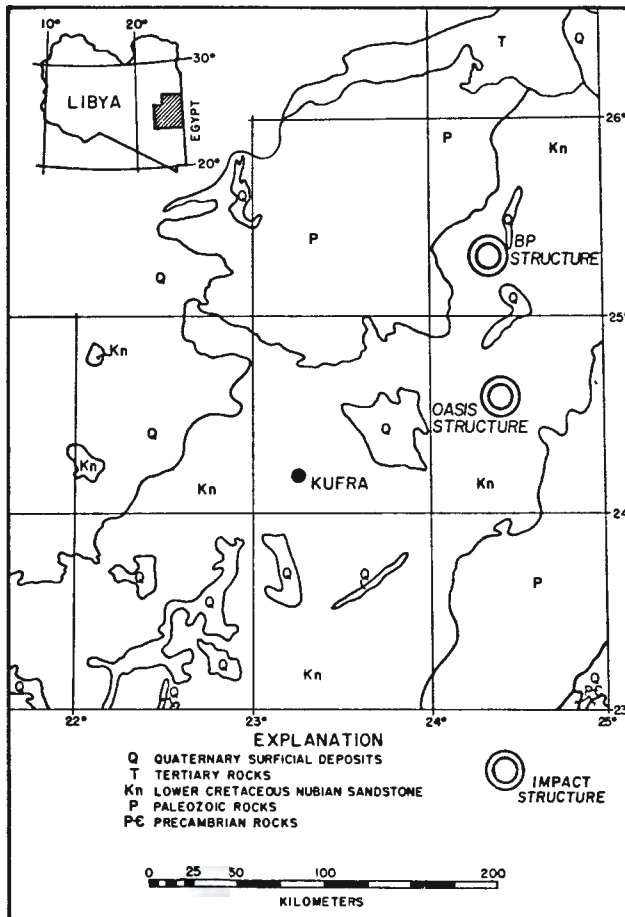 10° 20°
30°
LIBYA
EGYPT
20°
T Q
26°
P Kn
Q
Q
P
BP
STRUCTURE
Q
Q
25°
Kn
OASIS
STRUCTURE
Q
Q
Kn
KUFRA
Kn Kn
24°
Q Q Q
P
Q
Q
Kn
Q Q Q
P€
23°
22° 23° 24° 25°
EXPLANATION
Q QUATERNARY SURFICIAL DEPOSITS
T TERTIARY ROCKS
Kn LOWER CRETACEOUS NUBIAN SANDSTONE
P PALEOZOIC ROCKS
P€ PRECAMBRIAN ROCKS
IMPACT
STRUCTURE
0 25 50 100 200
KILOMETERS